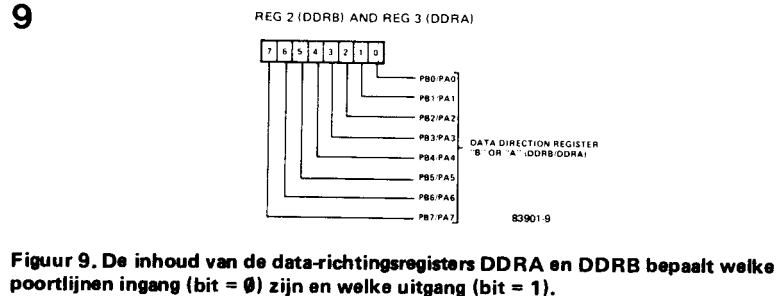 9
REG 2 (DDRB) AND REG 3 (DDRA)
7 6 5 4 3 2 1 0
PB0/PA0
PB1/PA1
PB2/PA2
PB3/PA3
PB4/PA4
PB5/PA5
PB6/PA6
PB7/PA7
DATA DIRECTION REGISTER
"B" OR "A" (DDRB/DDRA)
83901-9
Figuur 9. De inhoud van de data-richtingsregisters DDRA en DDRB bepaalt welke
poortlijnen ingang (bit = 0) zijn en welke uitgang (bit = 1).